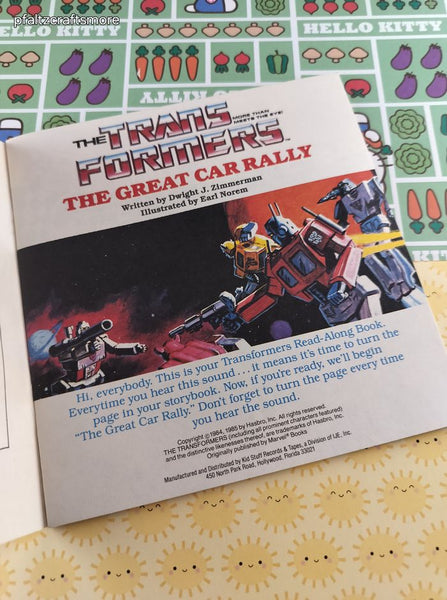 pfaltzcraftsmore
HELLO KITTY
HELLO KITTY
HELLO KITTY
HELLO KITTY
THE TRANSFORMERS
MORE THAN
MEETS THE EYE!
THE GREAT CAR RALLY
Written by Dwight J. Zimmerman
Illustrated by Earl Norem
Hi, everybody. This is your Transformers Read-Along Book.
Everytime you hear this sound . . . it means it's time to turn the
page in your storybook. Now, if you're ready, we'll begin
"The Great Car Rally." Don't forget to turn the page every time
you hear the sound.
Copyright ©1984, 1985 by Hasbro, Inc. All rights reserved.
THE TRANSFORMERS (including all prominent characters featured)
and the distinctive likenesses thereof, are trademarks of Hasbro, Inc.
Originally published by Marvel® Books
Manufactured and Distributed by Kid Stuff Records & Tapes, a Division of IJE, Inc.
450 North Park Road, Hollywood, Florida 33021